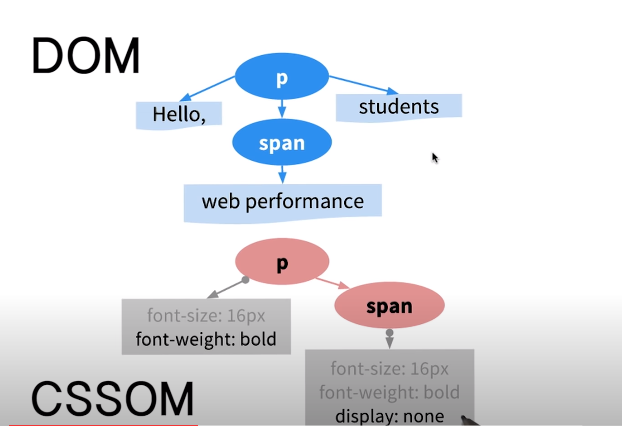 DOM
p
Hello,
students
span
web performance
p
span
font-size: 16px
font-weight: bold
font-size: 16px
font-weight: bold
display: none
CSSOM